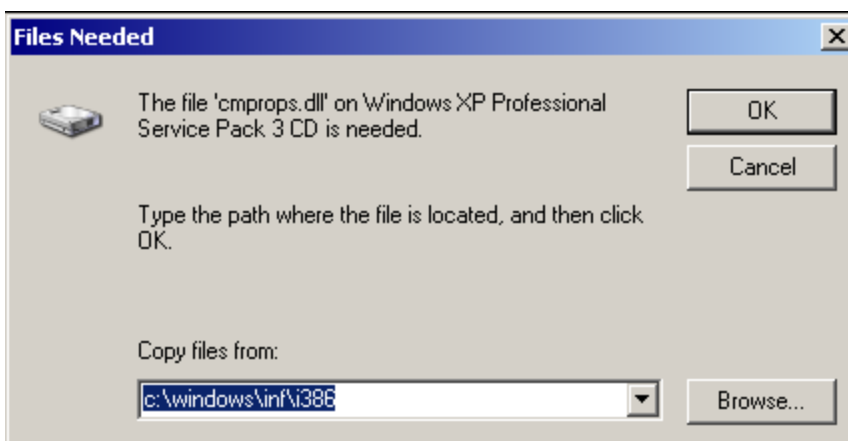 Files Needed
The file 'cmprops.dll' on Windows XP Professional
Service Pack 3 CD is needed.
OK
Cancel
Type the path where the file is located, and then click
OK.
Copy files from:
c:\windows\inf\i386
Browse...